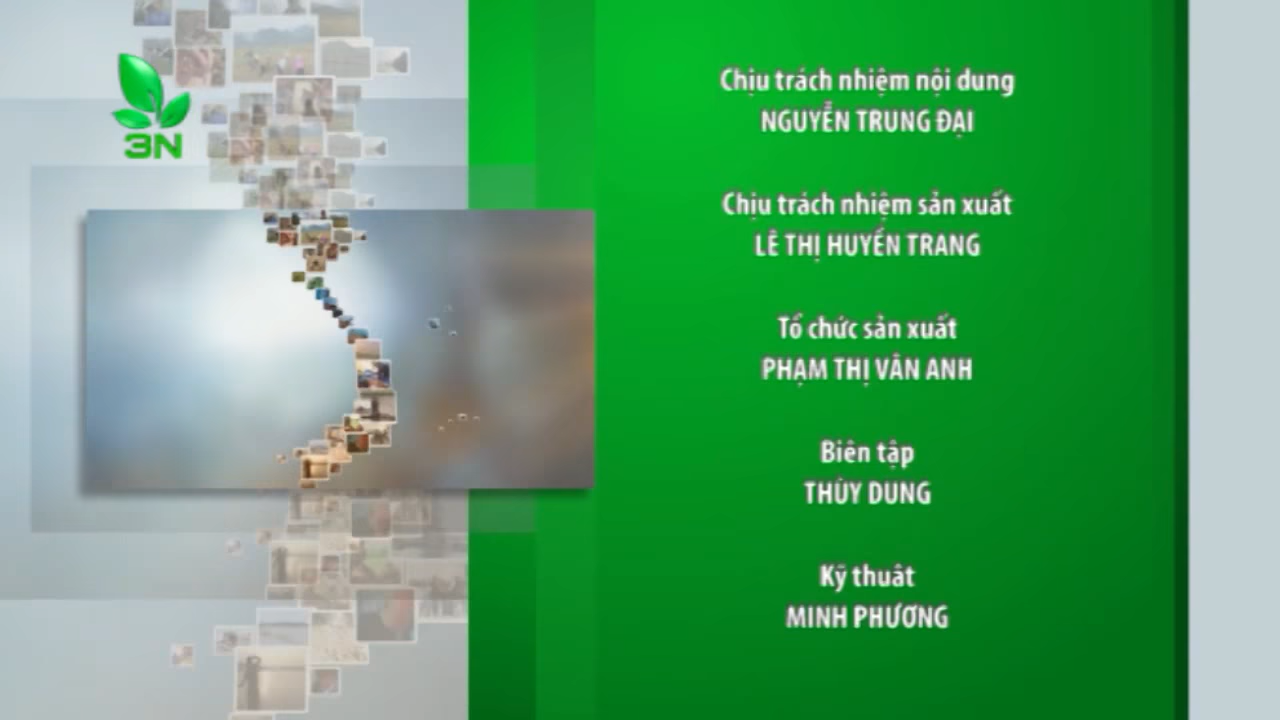 3N
Chịu trách nhiệm nội dung
NGUYỄN TRUNG ĐẠI
Chịu trách nhiệm sản xuất
LÊ THỊ HUYỀN TRANG
Tổ chức sản xuất
PHẠM THỊ VÂN ANH
Biên tập
THÙY DUNG
Kỹ thuật
MINH PHƯƠNG